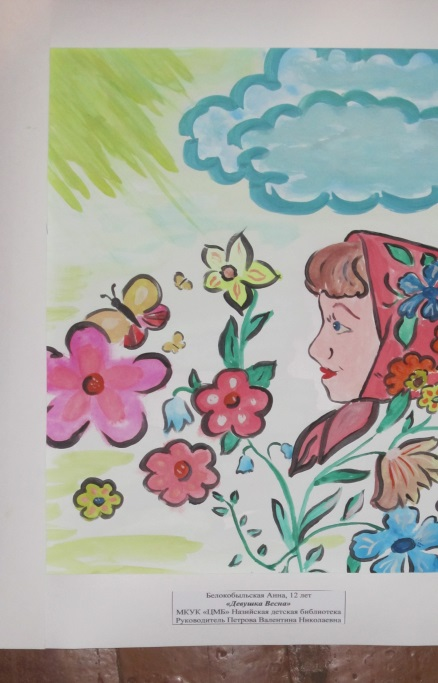 Белокобыльская Анна, 12 лет
«Девушка Весна»
МКУК «ЦМБ» Назийская детская библиотека
Руководитель Петрова Валентина Николаевна